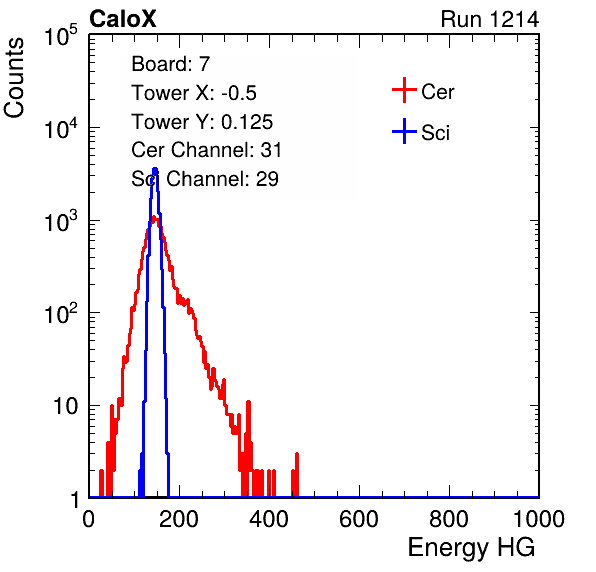 CaloX Run 1214
Counts
Board: 7
Tower X: -0.5
Tower Y: 0.125
Cer Channel: 31
Sci Channel: 29
Cer
Sci
10^5
10^4
10^3
10^2
10
1
0 200 400 600 800 1000
Energy HG